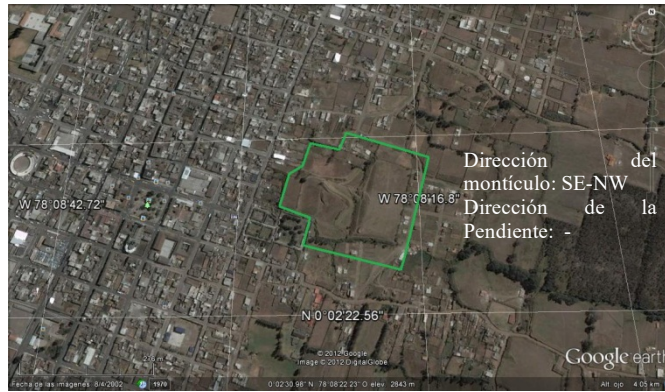 Dirección del
montículo: SE-NW
W 78°08'42.72"
W 78°08'16.8"
Dirección de la
Pendiente: -
N 0°02'22.56"
276 m
© 2012 Google
Image © 2012 DigitalGlobe
Google earth
Fecha de las imágenes: 8/4/2002
1970
0°02'30.98" N 78°08'22.23" O elev 2643 m
Alt. ojo 4.05 km